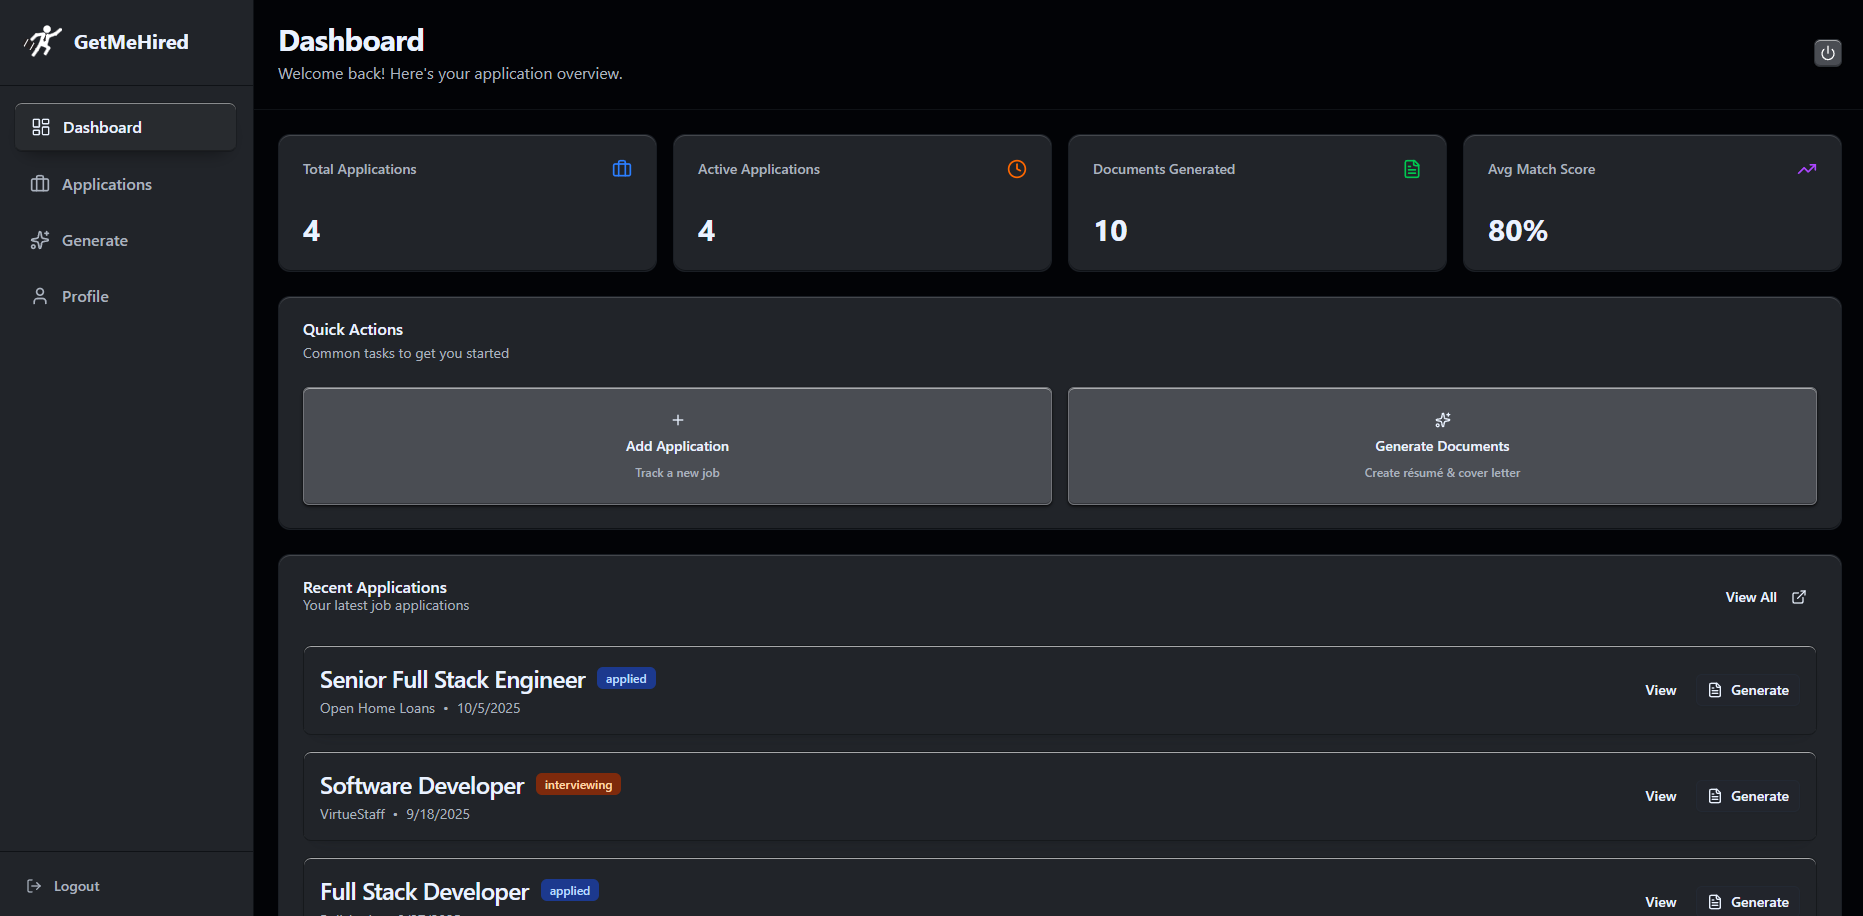 GetMeHired
Dashboard
Applications
Generate
Profile
Logout
Dashboard
Welcome back! Here's your application overview.
Total Applications
4
Active Applications
4
Documents Generated
10
Avg Match Score
80%
Quick Actions
Common tasks to get you started
Add Application
Track a new job
Generate Documents
Create résumé & cover letter
Recent Applications
Your latest job applications
View All
Senior Full Stack Engineer applied
Open Home Loans • 10/5/2025
View Generate
Software Developer interviewing
VirtueStaff • 9/18/2025
View Generate
Full Stack Developer applied
View Generate